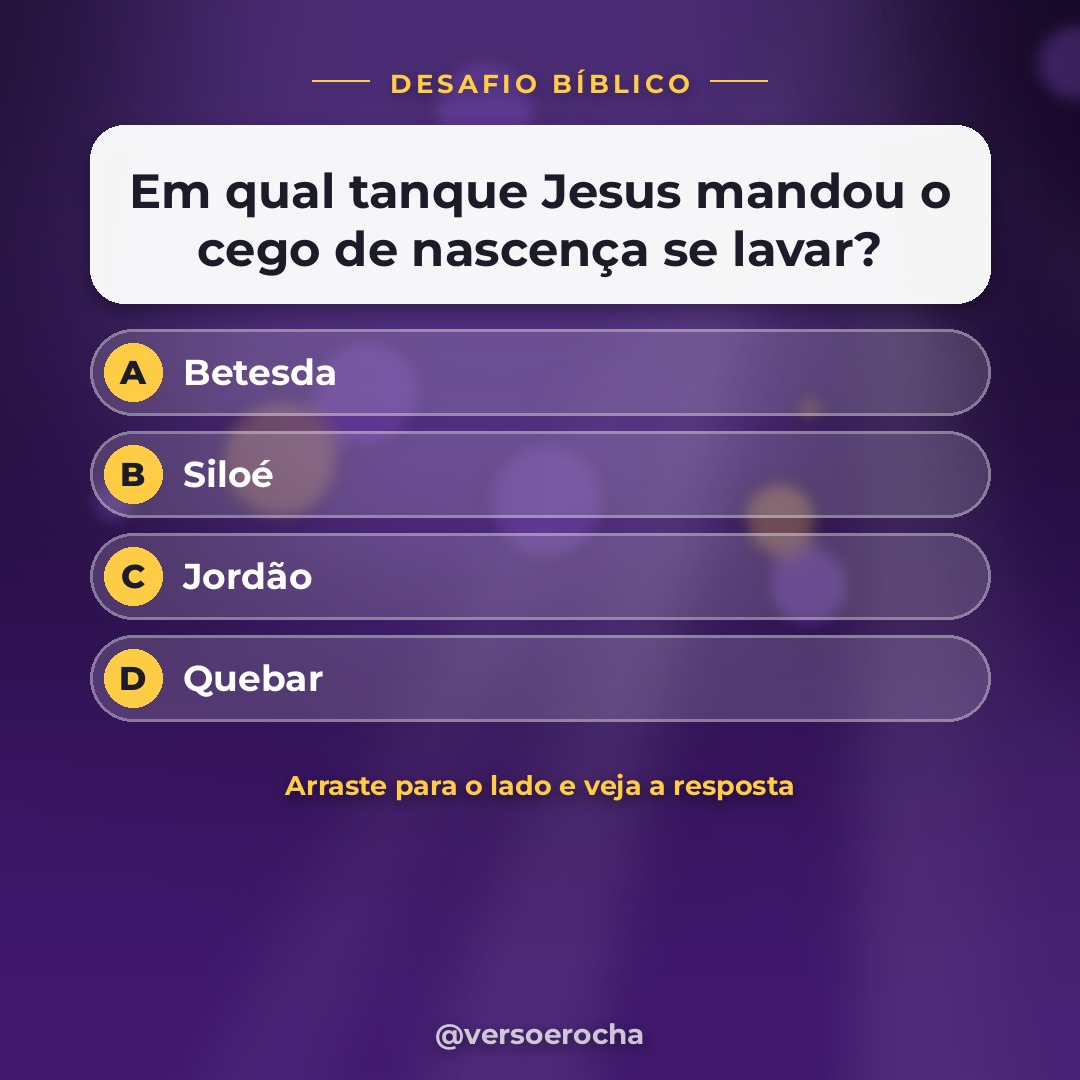 DESAFIO BÍBLICO
Em qual tanque Jesus mandou o
cego de nascença se lavar?
A Betesda
B Siloé
C Jordão
D Quebar
Arraste para o lado e veja a resposta
@versoerocha